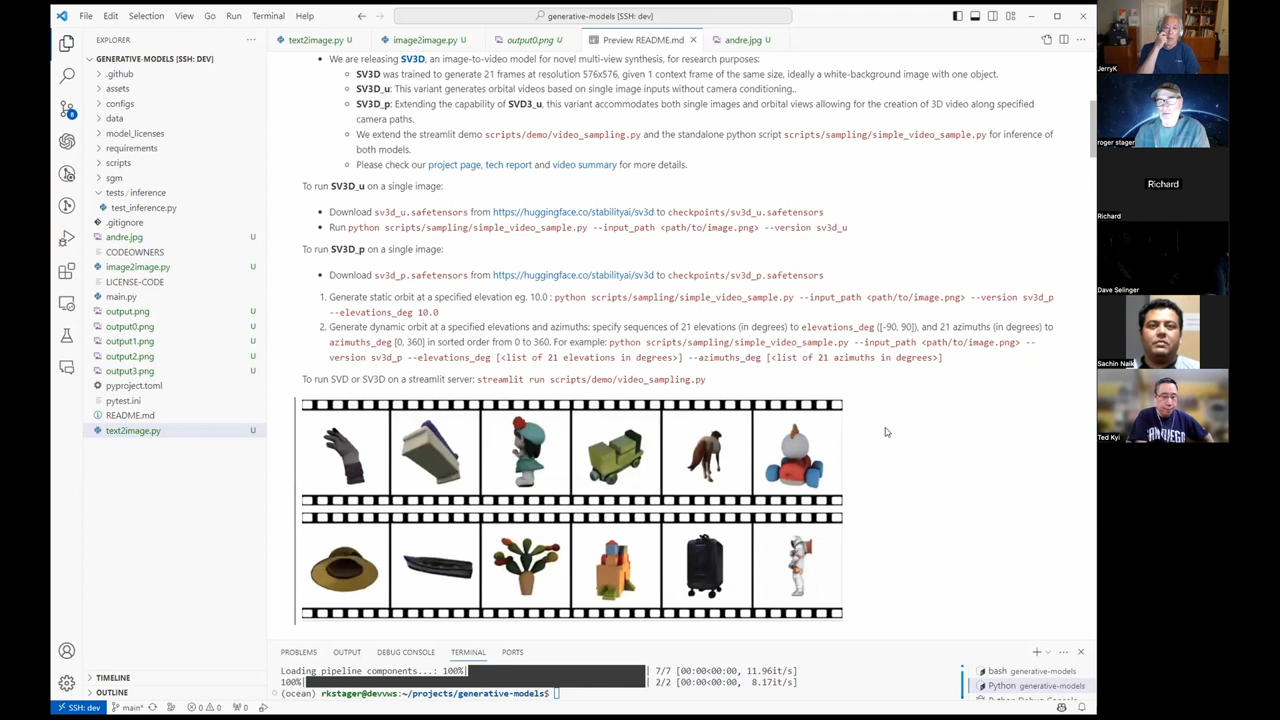 File Edit Selection View Go Run Terminal Help
generative-models [SSH: dev]
EXPLORER
GENERATIVE-MODELS [SSH: DEV]
.github
assets
configs
data
model_licenses
requirements
scripts
sgm
tests / inference
test_inference.py
.gitignore
andre.jpg U
CODEOWNERS
image2image.py U
LICENSE-CODE
main.py
output.png U
output0.png U
output1.png U
output2.png U
output3.png U
pyproject.toml
pytest.ini
README.md
text2image.py U
TIMELINE
OUTLINE
text2image.py U
image2image.py U
output0.png U
Preview README.md
andre.jpg U
We are releasing SV3D, an image-to-video model for novel multi-view synthesis, for research purposes:
SV3D was trained to generate 21 frames at resolution 576x576, given 1 context frame of the same size, ideally a white-background image with one object.
SV3D_u: This variant generates orbital videos based on single image inputs without camera conditioning..
SV3D_p: Extending the capability of SVD3_u, this variant accommodates both single images and orbital views allowing for the creation of 3D video along specified
camera paths.
We extend the streamlit demo scripts/demo/video_sampling.py and the standalone python script scripts/sampling/simple_video_sample.py for inference of
both models.
Please check our project page, tech report and video summary for more details.
To run SV3D_u on a single image:
Download sv3d_u.safetensors from https://huggingface.co/stabilityai/sv3d to checkpoints/sv3d_u.safetensors
Run python scripts/sampling/simple_video_sample.py --input_path <path/to/image.png> --version sv3d_u
To run SV3D_p on a single image:
Download sv3d_p.safetensors from https://huggingface.co/stabilityai/sv3d to checkpoints/sv3d_p.safetensors
1. Generate static orbit at a specified elevation eg. 10.0 : python scripts/sampling/simple_video_sample.py --input_path <path/to/image.png> --version sv3d_p
--elevations_deg 10.0
2. Generate dynamic orbit at a specified elevations and azimuths: specify sequences of 21 elevations (in degrees) to elevations_deg ([-90, 90]), and 21 azimuths (in degrees) to
azimuths_deg [0, 360] in sorted order from 0 to 360. For example: python scripts/sampling/simple_video_sample.py --input_path <path/to/image.png> --
version sv3d_p --elevations_deg [<list of 21 elevations in degrees>] --azimuths_deg [<list of 21 azimuths in degrees>]
To run SVD or SV3D on a streamlit server: streamlit run scripts/demo/video_sampling.py
PROBLEMS OUTPUT DEBUG CONSOLE TERMINAL PORTS
Loading pipeline components...: 100%| | 7/7 [00:00<00:00, 11.96it/s]
100%| | 2/2 [00:00<00:00, 8.17it/s]
(ocean) rkstager@devvws:~/projects/generative-models$
bash generative-models
Python generative-models
SSH: dev main* 0 0 0
JerryK
roger stager
Richard
Richard
Dave Selinger
Sachin Naik
Ted Kyi